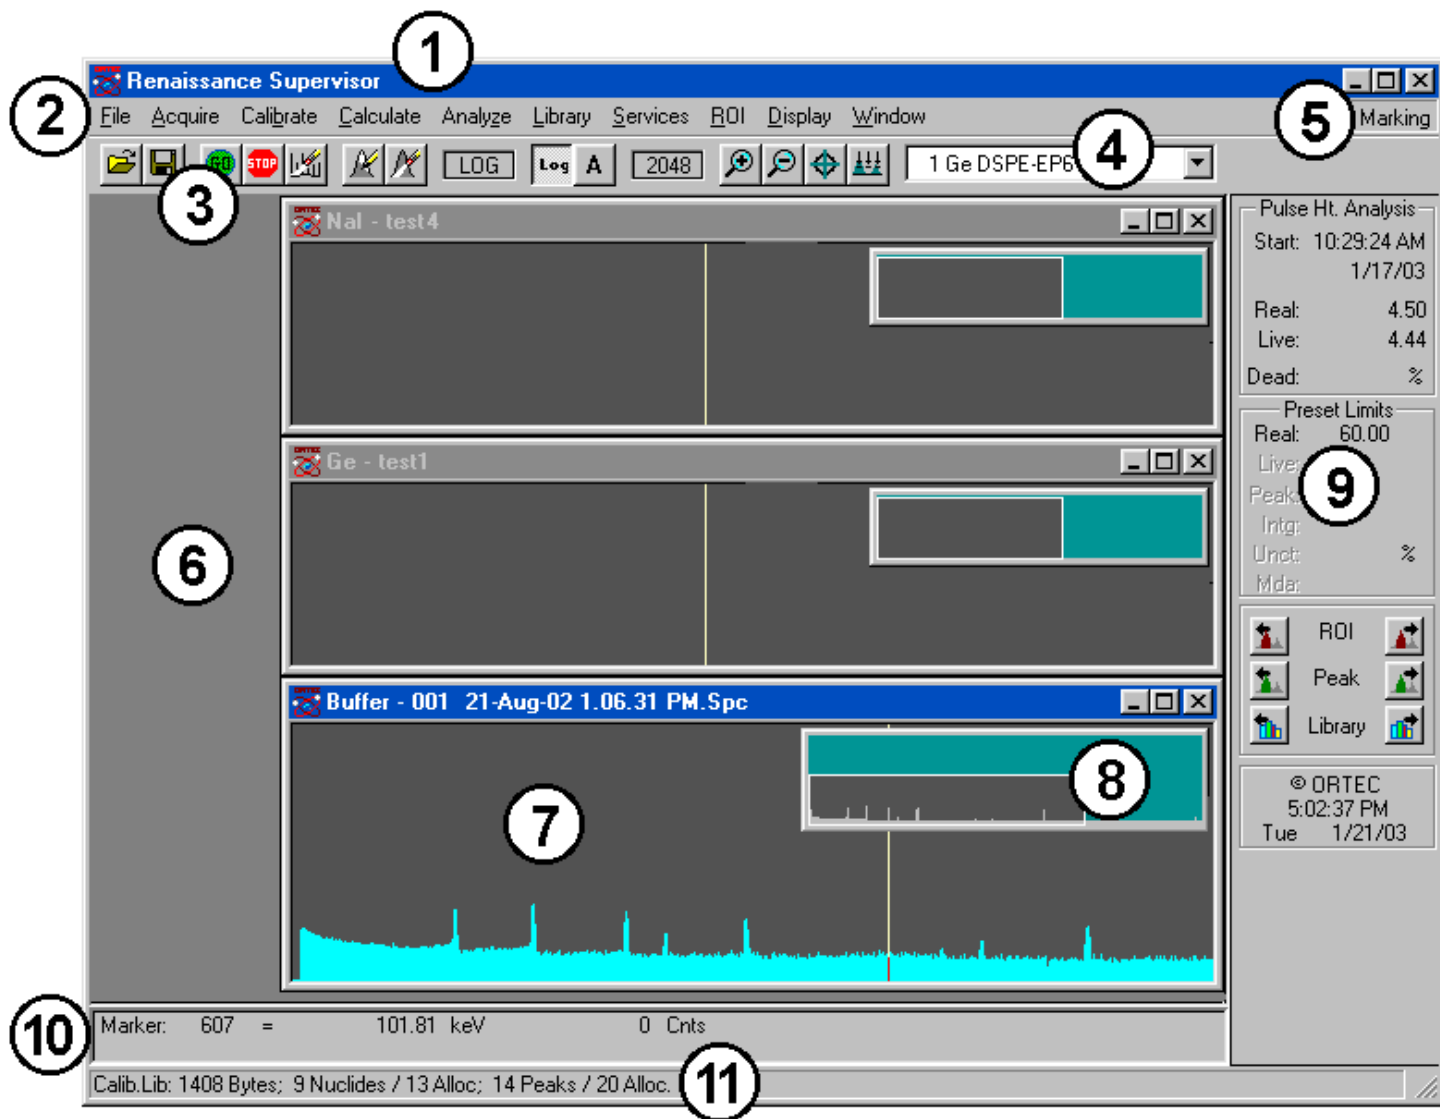 1
Renaissance Supervisor
2
File Acquire Calibrate Calculate Analyze Library Services ROI Display Window
5
Marking
GO STOP LOG Log A 2048
1 Ge DSPE-EP6
4
3
NaI - test4
Pulse Ht. Analysis
Start: 10:29:24 AM
1/17/03
Real: 4.50
Live: 4.44
Dead: %
Ge - test1
Preset Limits
Real: 60.00
Live:
Peak:
9
Intg:
Unct: %
Mda:
6
ROI
Peak
Library
Buffer - 001 21-Aug-02 1.06.31 PM.Spc
8
7
© ORTEC
5:02:37 PM
Tue 1/21/03
10
Marker: 607 = 101.81 keV 0 Cnts
Calib.Lib: 1408 Bytes; 9 Nuclides / 13 Alloc; 14 Peaks / 20 Alloc.
11